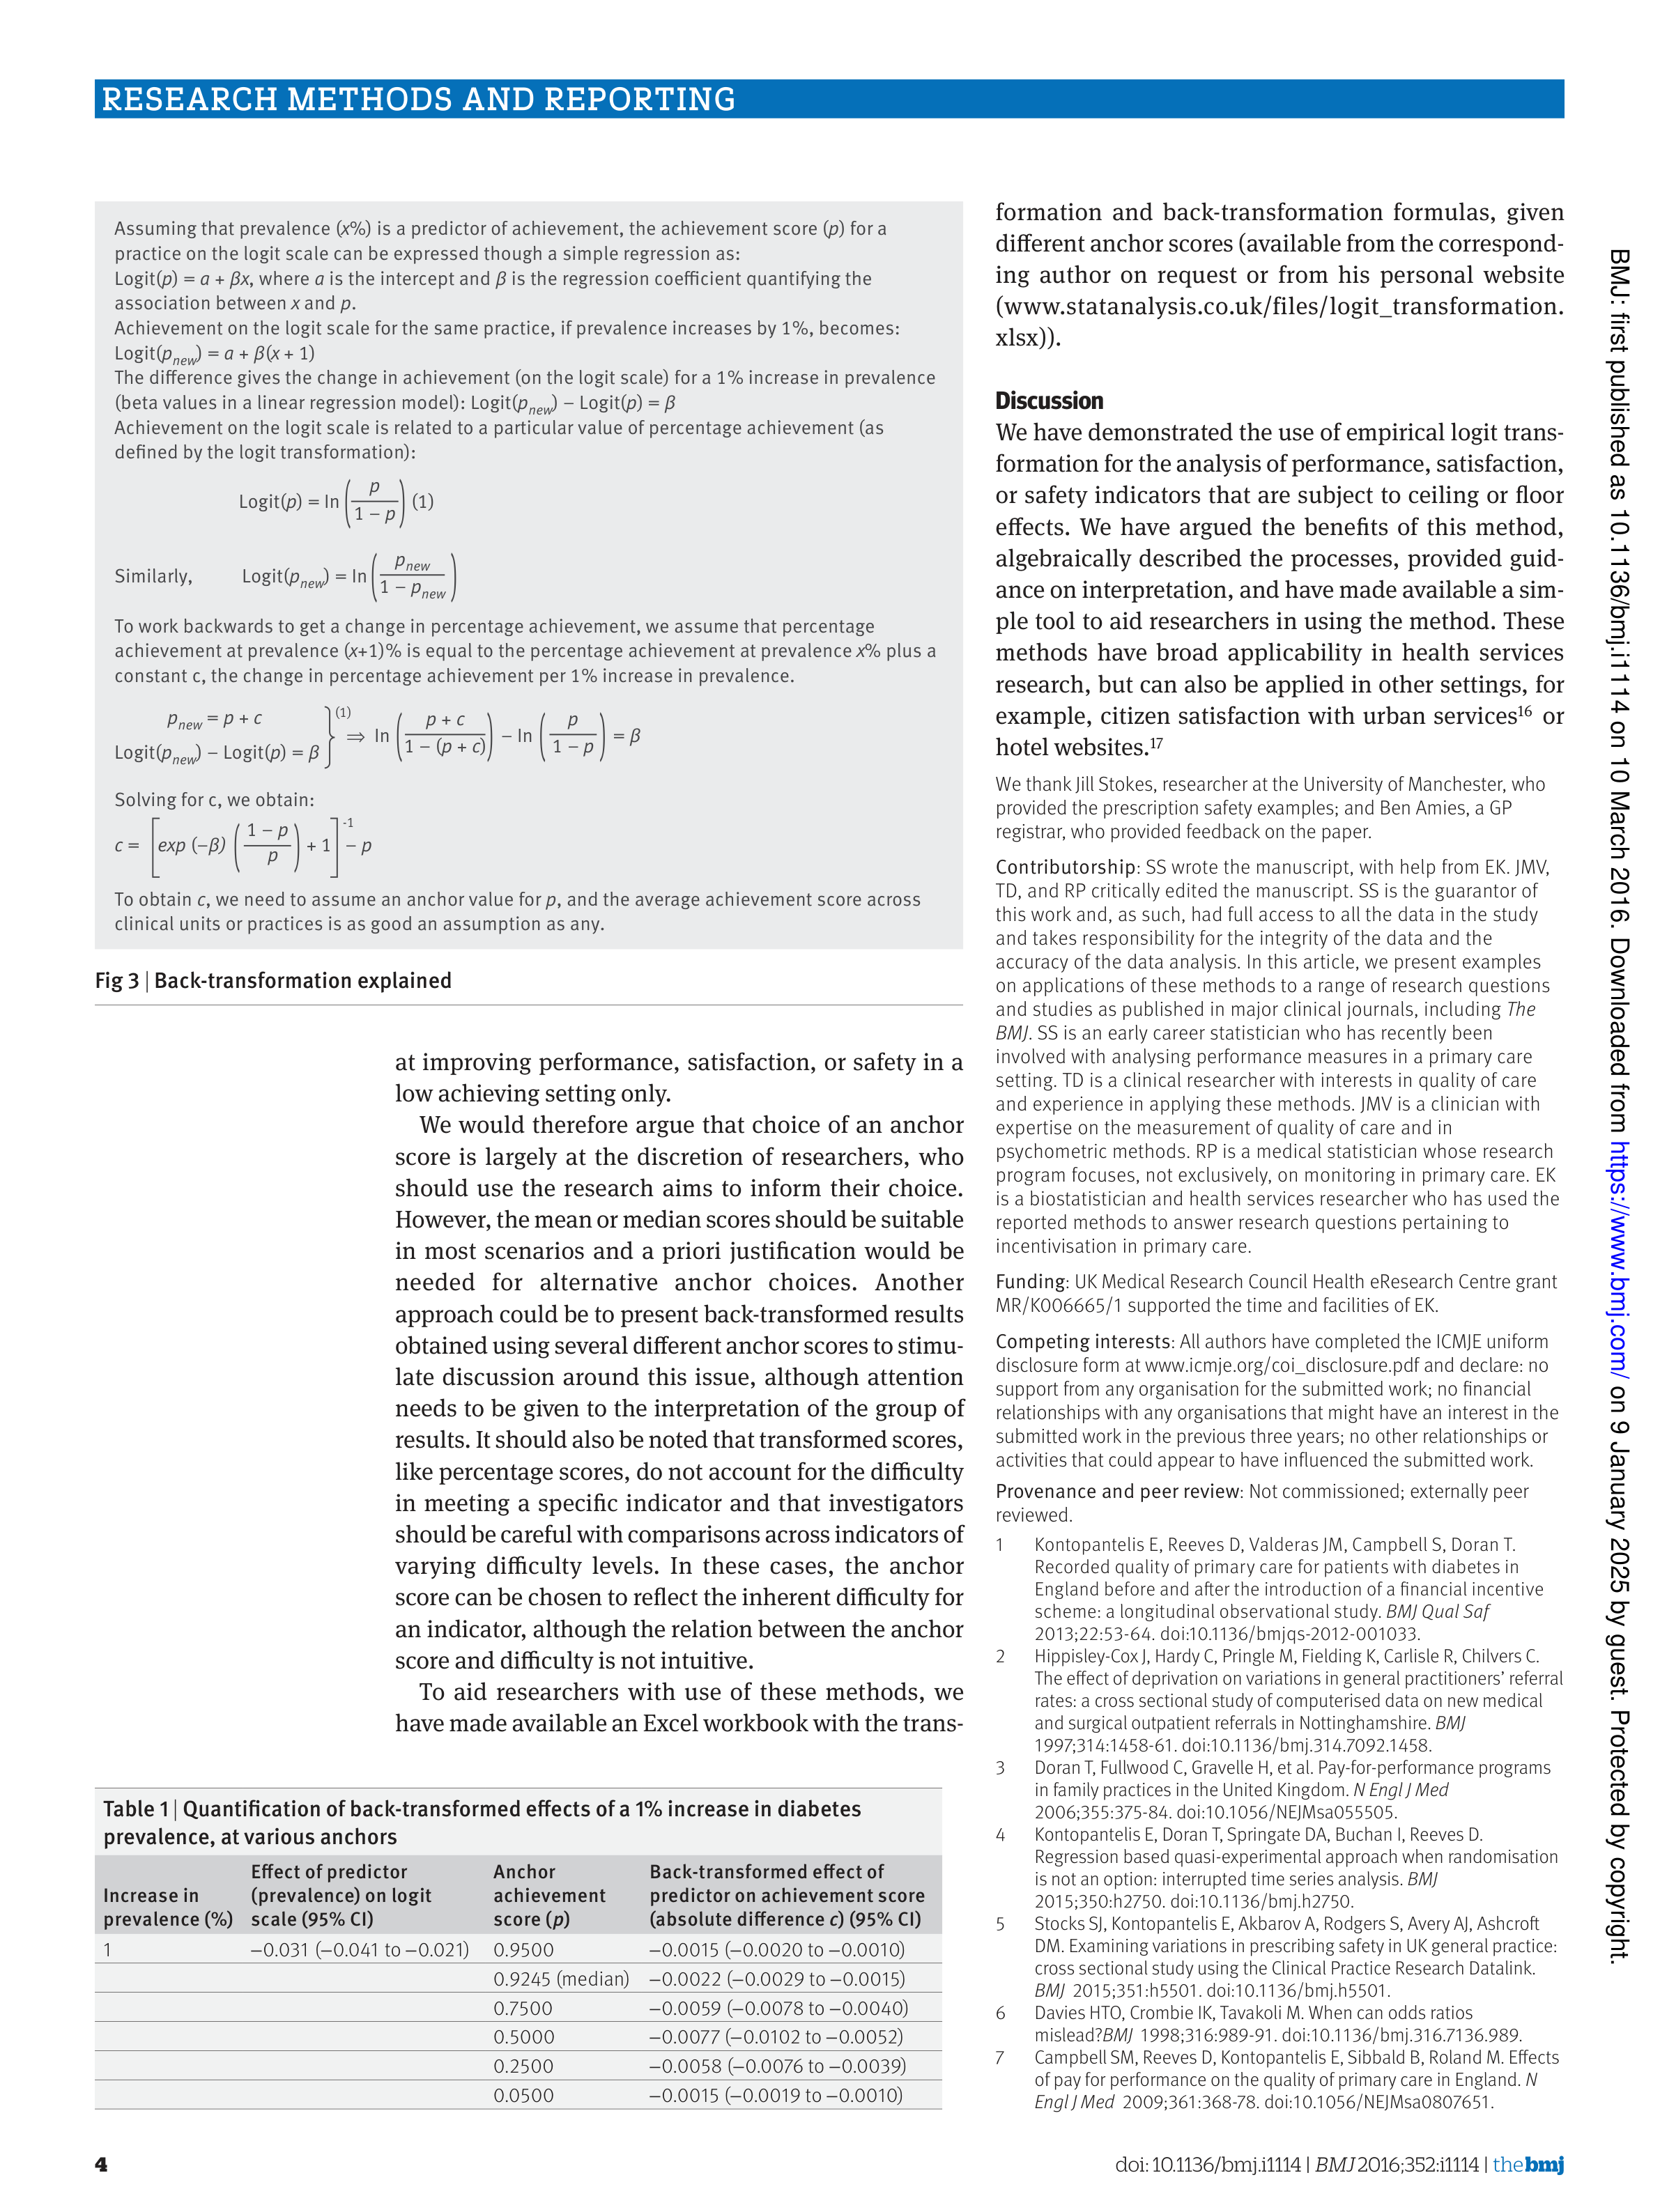 RESEARCH METHODS AND REPORTING
Assuming that prevalence (x%) is a predictor of achievement, the achievement score (p) for a
practice on the logit scale can be expressed though a simple regression as:
Logit(p) = a + βx, where a is the intercept and β is the regression coefficient quantifying the
association between x and p.
Achievement on the logit scale for the same practice, if prevalence increases by 1%, becomes:
Logit(p_new) = a + β(x + 1)
The difference gives the change in achievement (on the logit scale) for a 1% increase in prevalence
(beta values in a linear regression model): Logit(p_new) – Logit(p) = β
Achievement on the logit scale is related to a particular value of percentage achievement (as
defined by the logit transformation):
Logit(p) = ln (p / 1 – p) (1)
Similarly, Logit(p_new) = ln (p_new / 1 – p_new)
To work backwards to get a change in percentage achievement, we assume that percentage
achievement at prevalence (x+1)% is equal to the percentage achievement at prevalence x% plus a
constant c, the change in percentage achievement per 1% increase in prevalence.
p_new = p + c
Logit(p_new) – Logit(p) = β } (1) ⇒ ln (p + c / 1 – (p + c)) – ln (p / 1 – p) = β
Solving for c, we obtain:
c = [exp (–β) (1 – p / p) + 1]^-1 – p
To obtain c, we need to assume an anchor value for p, and the average achievement score across
clinical units or practices is as good an assumption as any.
Fig 3 | Back-transformation explained
at improving performance, satisfaction, or safety in a
low achieving setting only.
We would therefore argue that choice of an anchor
score is largely at the discretion of researchers, who
should use the research aims to inform their choice.
However, the mean or median scores should be suitable
in most scenarios and a priori justification would be
needed for alternative anchor choices. Another
approach could be to present back-transformed results
obtained using several different anchor scores to stimu-
late discussion around this issue, although attention
needs to be given to the interpretation of the group of
results. It should also be noted that transformed scores,
like percentage scores, do not account for the difficulty
in meeting a specific indicator and that investigators
should be careful with comparisons across indicators of
varying difficulty levels. In these cases, the anchor
score can be chosen to reflect the inherent difficulty for
an indicator, although the relation between the anchor
score and difficulty is not intuitive.
To aid researchers with use of these methods, we
have made available an Excel workbook with the trans-
Table 1 | Quantification of back-transformed effects of a 1% increase in diabetes
prevalence, at various anchors
Increase in prevalence (%) Effect of predictor (prevalence) on logit scale (95% CI) Anchor achievement score (p) Back-transformed effect of predictor on achievement score (absolute difference c) (95% CI)
1 –0.031 (–0.041 to –0.021) 0.9500 –0.0015 (–0.0020 to –0.0010)
0.9245 (median) –0.0022 (–0.0029 to –0.0015)
0.7500 –0.0059 (–0.0078 to –0.0040)
0.5000 –0.0077 (–0.0102 to –0.0052)
0.2500 –0.0058 (–0.0076 to –0.0039)
0.0500 –0.0015 (–0.0019 to –0.0010)
formation and back-transformation formulas, given
different anchor scores (available from the correspond-
ing author on request or from his personal website
(www.statanalysis.co.uk/files/logit_transformation.
xlsx)).
Discussion
We have demonstrated the use of empirical logit trans-
formation for the analysis of performance, satisfaction,
or safety indicators that are subject to ceiling or floor
effects. We have argued the benefits of this method,
algebraically described the processes, provided guid-
ance on interpretation, and have made available a sim-
ple tool to aid researchers in using the method. These
methods have broad applicability in health services
research, but can also be applied in other settings, for
example, citizen satisfaction with urban services16 or
hotel websites.17
We thank Jill Stokes, researcher at the University of Manchester, who
provided the prescription safety examples; and Ben Amies, a GP
registrar, who provided feedback on the paper.
Contributorship: SS wrote the manuscript, with help from EK. JMV,
TD, and RP critically edited the manuscript. SS is the guarantor of
this work and, as such, had full access to all the data in the study
and takes responsibility for the integrity of the data and the
accuracy of the data analysis. In this article, we present examples
on applications of these methods to a range of research questions
and studies as published in major clinical journals, including The
BMJ. SS is an early career statistician who has recently been
involved with analysing performance measures in a primary care
setting. TD is a clinical researcher with interests in quality of care
and experience in applying these methods. JMV is a clinician with
expertise on the measurement of quality of care and in
psychometric methods. RP is a medical statistician whose research
program focuses, not exclusively, on monitoring in primary care. EK
is a biostatistician and health services researcher who has used the
reported methods to answer research questions pertaining to
incentivisation in primary care.
Funding: UK Medical Research Council Health eResearch Centre grant
MR/K006665/1 supported the time and facilities of EK.
Competing interests: All authors have completed the ICMJE uniform
disclosure form at www.icmje.org/coi_disclosure.pdf and declare: no
support from any organisation for the submitted work; no financial
relationships with any organisations that might have an interest in the
submitted work in the previous three years; no other relationships or
activities that could appear to have influenced the submitted work.
Provenance and peer review: Not commissioned; externally peer
reviewed.
1 Kontopantelis E, Reeves D, Valderas JM, Campbell S, Doran T.
Recorded quality of primary care for patients with diabetes in
England before and after the introduction of a financial incentive
scheme: a longitudinal observational study. BMJ Qual Saf
2013;22:53-64. doi:10.1136/bmjqs-2012-001033.
2 Hippisley-Cox J, Hardy C, Pringle M, Fielding K, Carlisle R, Chilvers C.
The effect of deprivation on variations in general practitioners' referral
rates: a cross sectional study of computerised data on new medical
and surgical outpatient referrals in Nottinghamshire. BMJ
1997;314:1458-61. doi:10.1136/bmj.314.7092.1458.
3 Doran T, Fullwood C, Gravelle H, et al. Pay-for-performance programs
in family practices in the United Kingdom. N Engl J Med
2006;355:375-84. doi:10.1056/NEJMsa055505.
4 Kontopantelis E, Doran T, Springate DA, Buchan I, Reeves D.
Regression based quasi-experimental approach when randomisation
is not an option: interrupted time series analysis. BMJ
2015;350:h2750. doi:10.1136/bmj.h2750.
5 Stocks SJ, Kontopantelis E, Akbarov A, Rodgers S, Avery AJ, Ashcroft
DM. Examining variations in prescribing safety in UK general practice:
cross sectional study using the Clinical Practice Research Datalink.
BMJ 2015;351:h5501. doi:10.1136/bmj.h5501.
6 Davies HTO, Crombie IK, Tavakoli M. When can odds ratios
mislead?BMJ 1998;316:989-91. doi:10.1136/bmj.316.7136.989.
7 Campbell SM, Reeves D, Kontopantelis E, Sibbald B, Roland M. Effects
of pay for performance on the quality of primary care in England. N
Engl J Med 2009;361:368-78. doi:10.1056/NEJMsa0807651.
4
doi: 10.1136/bmj.i1114 | BMJ 2016;352:i1114 | thebmj
BMJ: first published as 10.1136/bmj.i1114 on 10 March 2016. Downloaded from https://www.bmj.com/ on 9 January 2025 by guest. Protected by copyright.